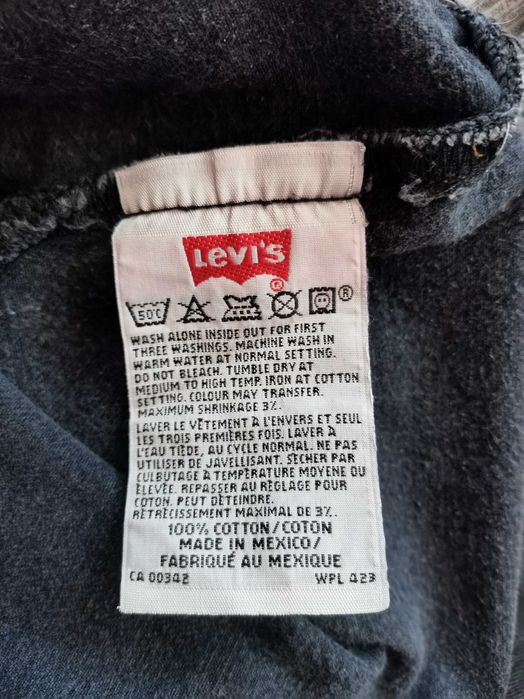 Levi's
®
50C ®
WASH ALONE INSIDE OUT FOR FIRST
THREE WASHINGS. MACHINE WASH IN
WARM WATER AT NORMAL SETTING.
DO NOT BLEACH. TUMBLE DRY AT
MEDIUM TO HIGH TEMP. IRON AT COTTON
SETTING. COLOUR MAY TRANSFER.
MAXIMUM SHRINKAGE 3%.
LAVER LE VÊTEMENT À L'ENVERS ET SEUL
LES TROIS PREMIÈRES FOIS. LAVER À
L'EAU TIÈDE, AU CYCLE NORMAL. NE PAS
UTILISER DE JAVELLISANT. SÉCHER PAR
CULBUTAGE À TEMPÉRATURE MOYENNE OU
ÉLEVÉE. REPASSER AU RÉGLAGE POUR
COTON. PEUT DÉTEINDRE.
RÉTRÉCISSEMENT MAXIMAL DE 3%.
100% COTTON/COTON
MADE IN MEXICO/
FABRIQUÉ AU MEXIQUE
CA 00342 WPL 423